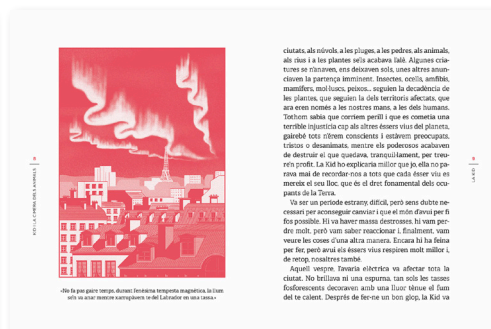 KIDI LA CIMERA DELS ANIMALS
«No fa pas gaire temps, durant l'enèsima tempesta magnètica, la llum
se'n va anar mentre xarrupàvem te del Labrador en una tassa.»
ciutats, als núvols, a les pluges, a les pedres, als animals,
als rius i a les plantes se'ls acabava l'alè. Algunes cria-
tures se n'anaven, ens deixaven sols, unes altres anun-
ciaven la partença imminent. Insectes, ocells, amfibis,
mamífers, mol·luscs, peixos... seguien la decadència de
les plantes, que seguien la dels territoris afectats, que
ara eren només a les nostres mans, a les dels humans.
Tothom sabia que corríem perill i que es cometia una
terrible injustícia cap als altres éssers vius del planeta,
gairebé tots n'érem conscients i estàvem preocupats,
tristos o desanimats, mentre els poderosos acabaven
de destruir el que quedava, tranquil·lament, per treu-
re'n profit. La Kid ho explicaria millor que jo, ella no pa-
rava mai de recordar-nos a tots que cada ésser viu es
mereix el seu lloc, que és el dret fonamental dels ocu-
pants de la Terra.
Va ser un període estrany, difícil, però sens dubte ne-
cessari per aconseguir canviar i que el món d'avui per fi
fos possible. Hi va haver massa destrosses, hi vam per-
dre molt, però vam saber reaccionar i, finalment, vam
veure les coses d'una altra manera. Encara hi ha feina
per fer, però avui els éssers vius respiren molt millor i,
de retop, nosaltres també.
Aquell vespre, l'avaria elèctrica va afectar tota la
ciutat. No brillava ni una espurna, tan sols les tasses
fosforescents decoraven amb una lluor tènue el fum
del te calent. Després de fer-ne un bon glop, la Kid va
LA KID